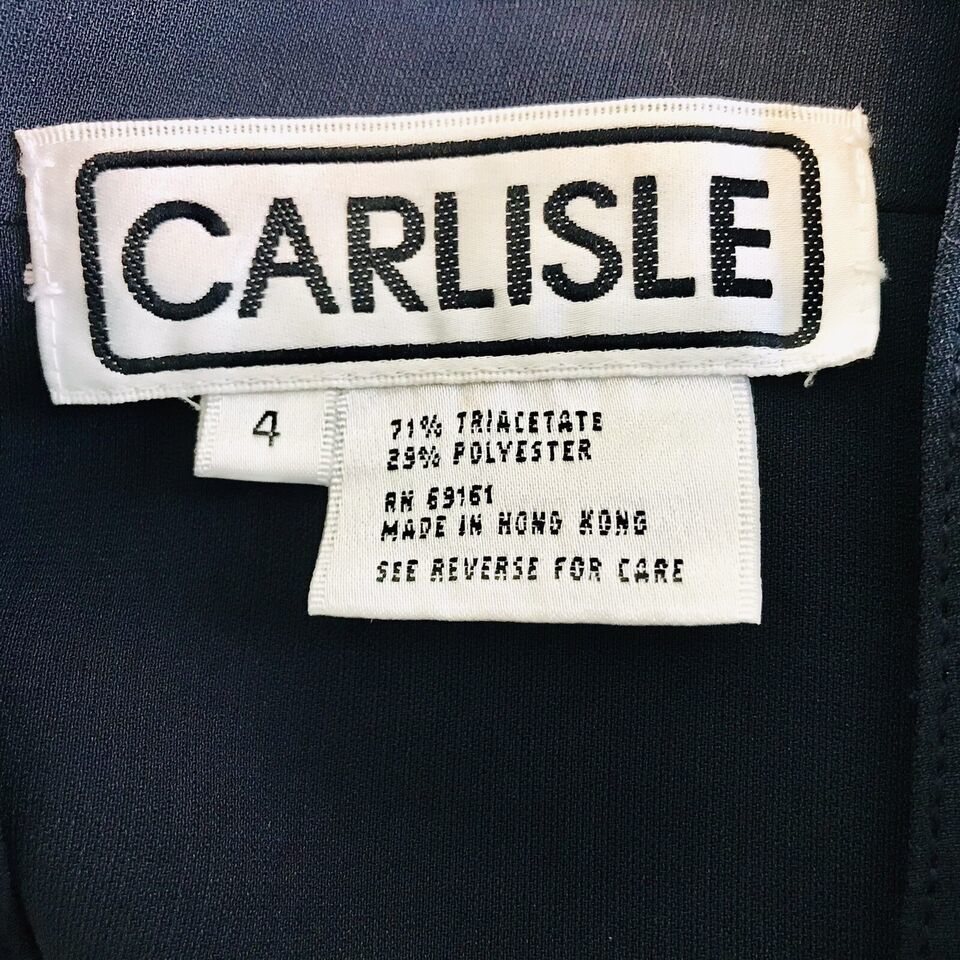 CARLISLE
4
71% TRIACETATE
29% POLYESTER
RN 69161
MADE IN HONG KONG
SEE REVERSE FOR CARE